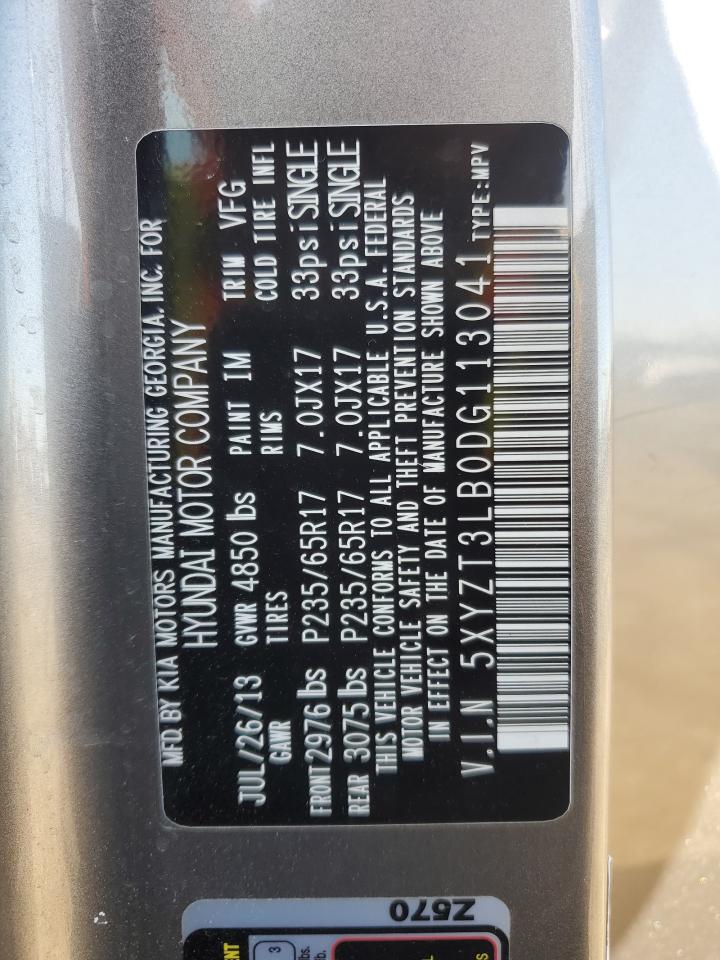 MFD. BY KIA MOTORS MANUFACTURING GEORGIA, INC. FOR
HYUNDAI MOTOR COMPANY
JUL/26/13 GVWR 4850 lbs PAINT IM TRIM VFG
GAWR TIRES RIMS COLD TIRE INFL
FRONT 2976 lbs P235/65R17 7.0JX17 33psi SINGLE
REAR 3075 lbs P235/65R17 7.0JX17 33psi SINGLE
THIS VEHICLE CONFORMS TO ALL APPLICABLE U.S.A. FEDERAL
MOTOR VEHICLE SAFETY AND THEFT PREVENTION STANDARDS
IN EFFECT ON THE DATE OF MANUFACTURE SHOWN ABOVE
V.I.N 5XYZT3LB0DG113041 TYPE:MPV
Z570
3